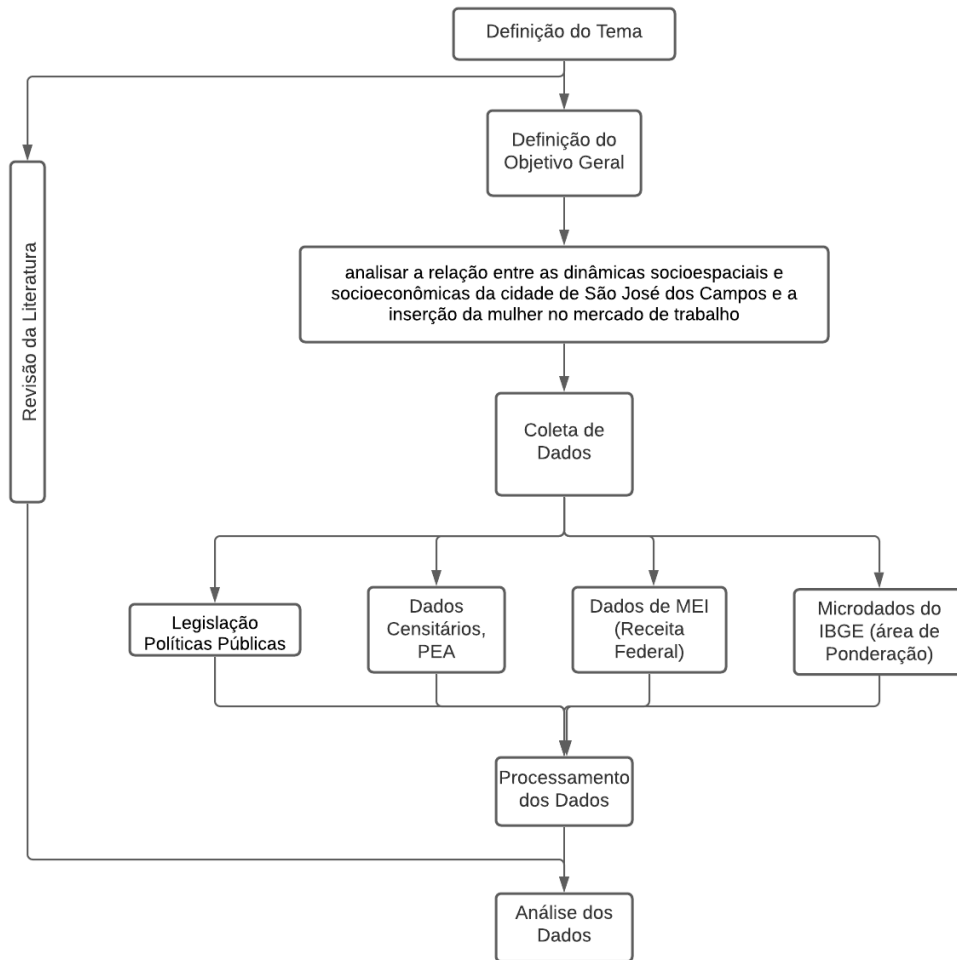 Definição do Tema
Definição do
Objetivo Geral
Revisão da Literatura
analisar a relação entre as dinâmicas socioespaciais e
socioeconômicas da cidade de São José dos Campos e a
inserção da mulher no mercado de trabalho
Coleta de
Dados
Legislação
Políticas Públicas
Dados
Censitários,
PEA
Dados de MEI
(Receita
Federal)
Microdados do
IBGE (área de
Ponderação)
Processamento
dos Dados
Análise dos
Dados